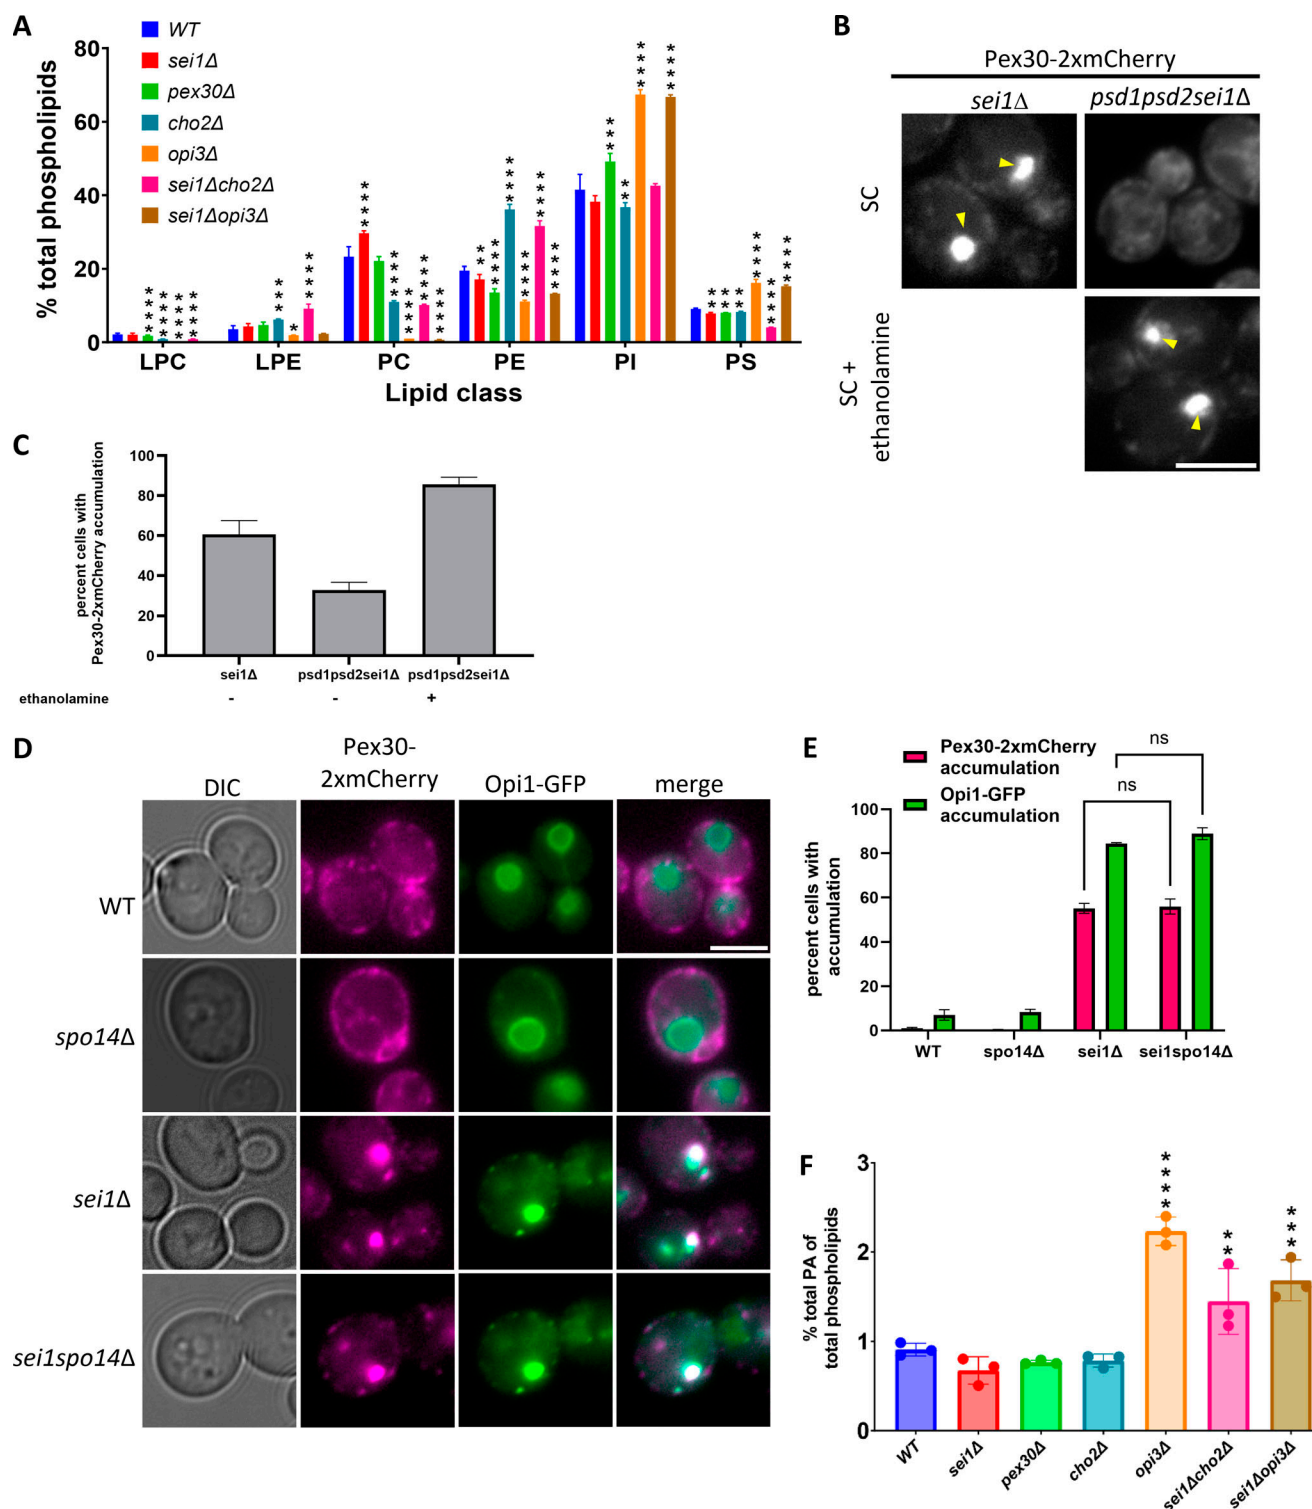 A
WT
sei1Δ
pex30Δ
cho2Δ
opi3Δ
sei1Δcho2Δ
sei1Δopi3Δ
% total phospholipids
80
60
40
20
0
LPC
LPE
PC
PE
PI
PS
Lipid class
B
Pex30-2xmCherry
sei1Δ
psd1psd2sei1Δ
SC
SC +
ethanolamine
C
percent cells with
Pex30-2xmCherry accumulation
100
80
60
40
20
0
sei1Δ
psd1psd2sei1Δ
psd1psd2sei1Δ
ethanolamine
-
-
+
D
DIC
Pex30-
2xmCherry
Opi1-GFP
merge
WT
spo14Δ
sei1Δ
sei1spo14Δ
E
Pex30-2xmCherry
accumulation
Opi1-GFP
accumulation
ns
ns
percent cells with
accumulation
100
80
60
40
20
0
WT
spo14Δ
sei1Δ
sei1spo14Δ
F
% total PA of
total phospholipids
3
2
1
0
****
**
***
WT
sei1Δ
pex30Δ
cho2Δ
opi3Δ
sei1Δcho2Δ
sei1Δopi3Δ